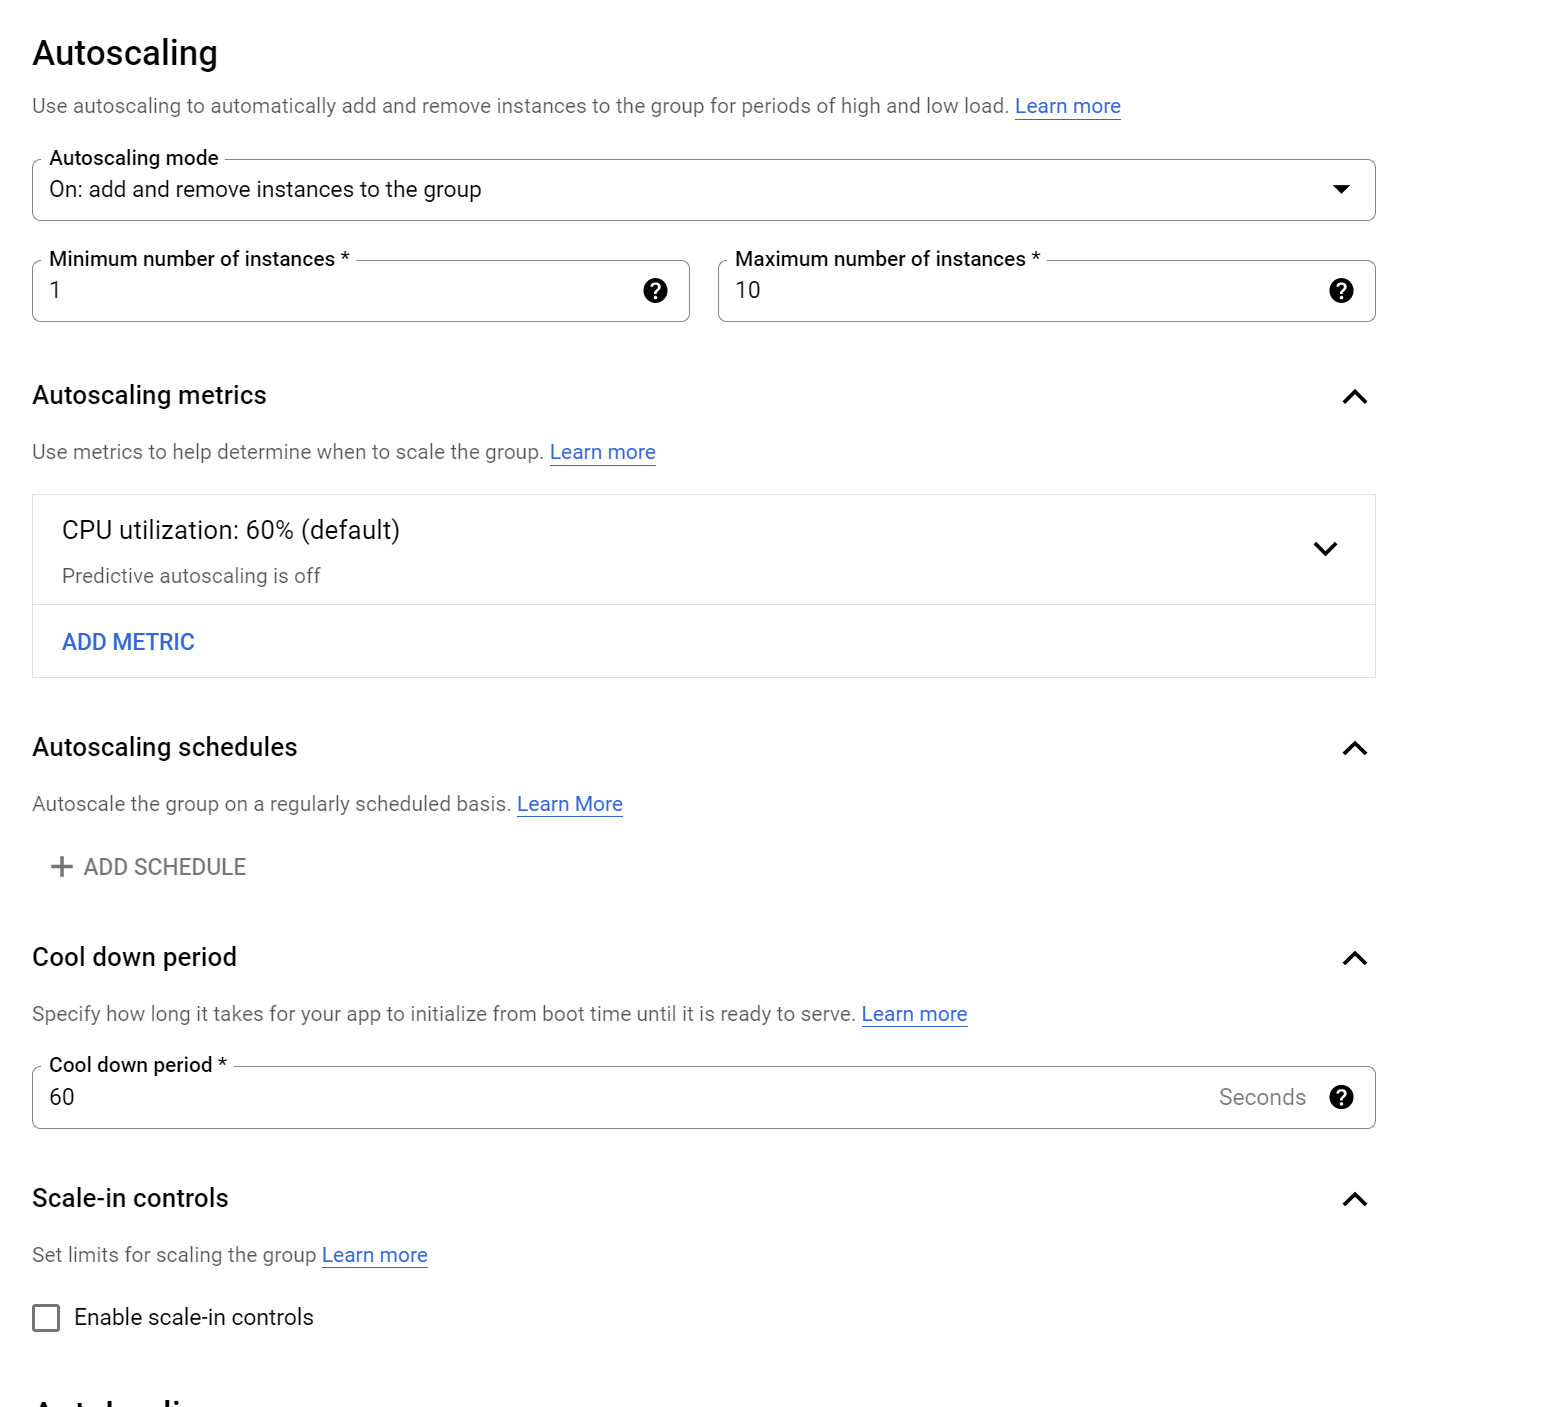 Autoscaling
Use autoscaling to automatically add and remove instances to the group for periods of high and low load. Learn more
Autoscaling mode
On: add and remove instances to the group
Minimum number of instances *
1
Maximum number of instances *
10
Autoscaling metrics
Use metrics to help determine when to scale the group. Learn more
CPU utilization: 60% (default)
Predictive autoscaling is off
ADD METRIC
Autoscaling schedules
Autoscale the group on a regularly scheduled basis. Learn More
ADD SCHEDULE
Cool down period
Specify how long it takes for your app to initialize from boot time until it is ready to serve. Learn more
Cool down period *
60 Seconds
Scale-in controls
Set limits for scaling the group Learn more
Enable scale-in controls